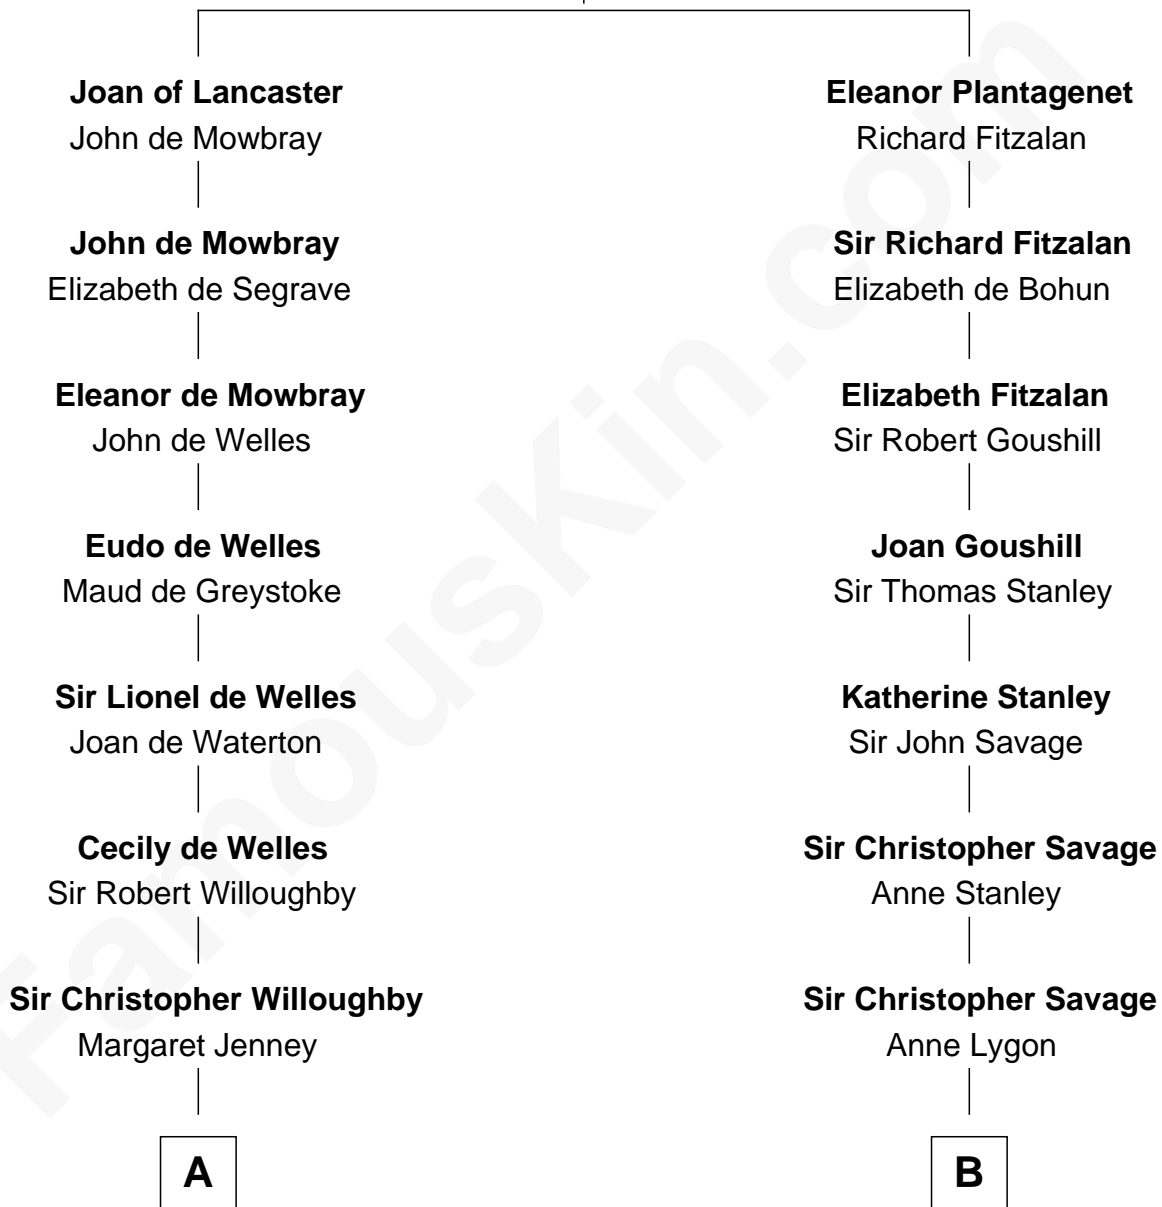 Joan of Lancaster
John de Mowbray
John de Mowbray
Elizabeth de Segrave
Eleanor de Mowbray
John de Welles
Eudo de Welles
Maud de Greystoke
Sir Lionel de Welles
Joan de Waterton
Cecily de Welles
Sir Robert Willoughby
Sir Christopher Willoughby
Margaret Jenney
A
Eleanor Plantagenet
Richard Fitzalan
Sir Richard Fitzalan
Elizabeth de Bohun
Elizabeth Fitzalan
Sir Robert Goushill
Joan Goushill
Sir Thomas Stanley
Katherine Stanley
Sir John Savage
Sir Christopher Savage
Anne Stanley
Sir Christopher Savage
Anne Lygon
B
FamousKin.com